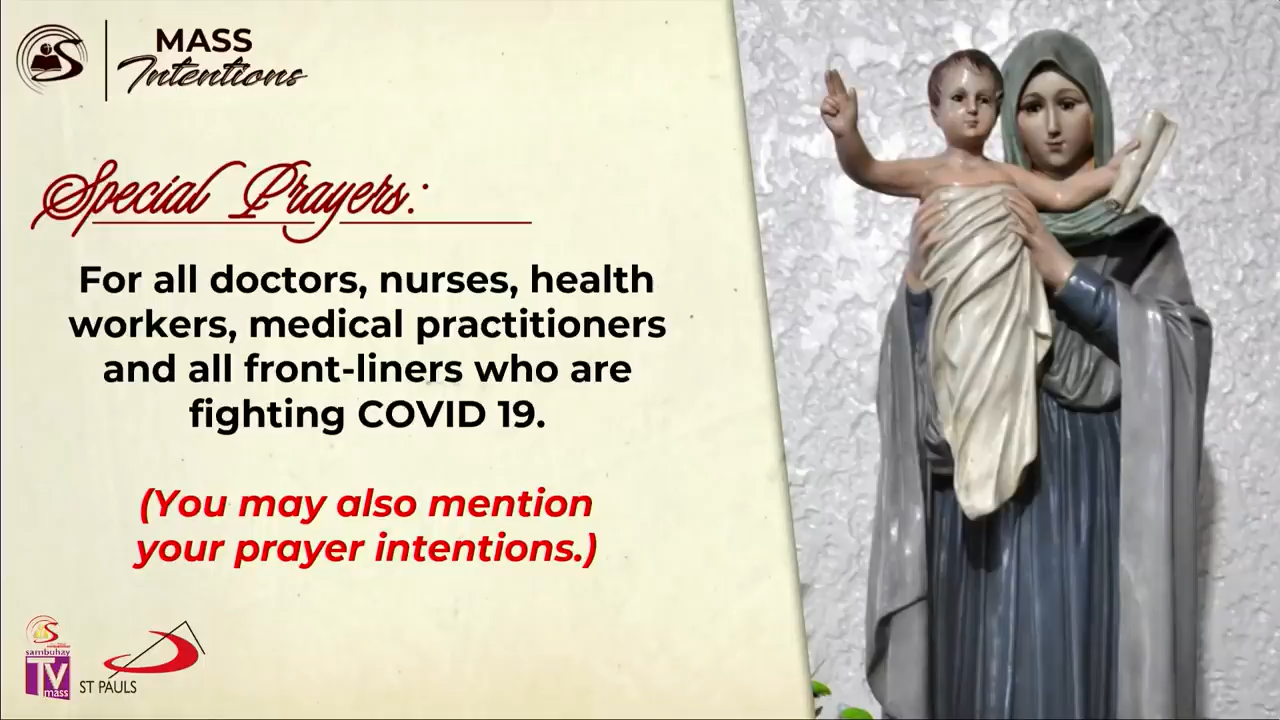 MASS
Intentions
Special Prayers:
For all doctors, nurses, health
workers, medical practitioners
and all front-liners who are
fighting COVID 19.
(You may also mention
your prayer intentions.)
sambuhay
TV
mass
ST PAULS